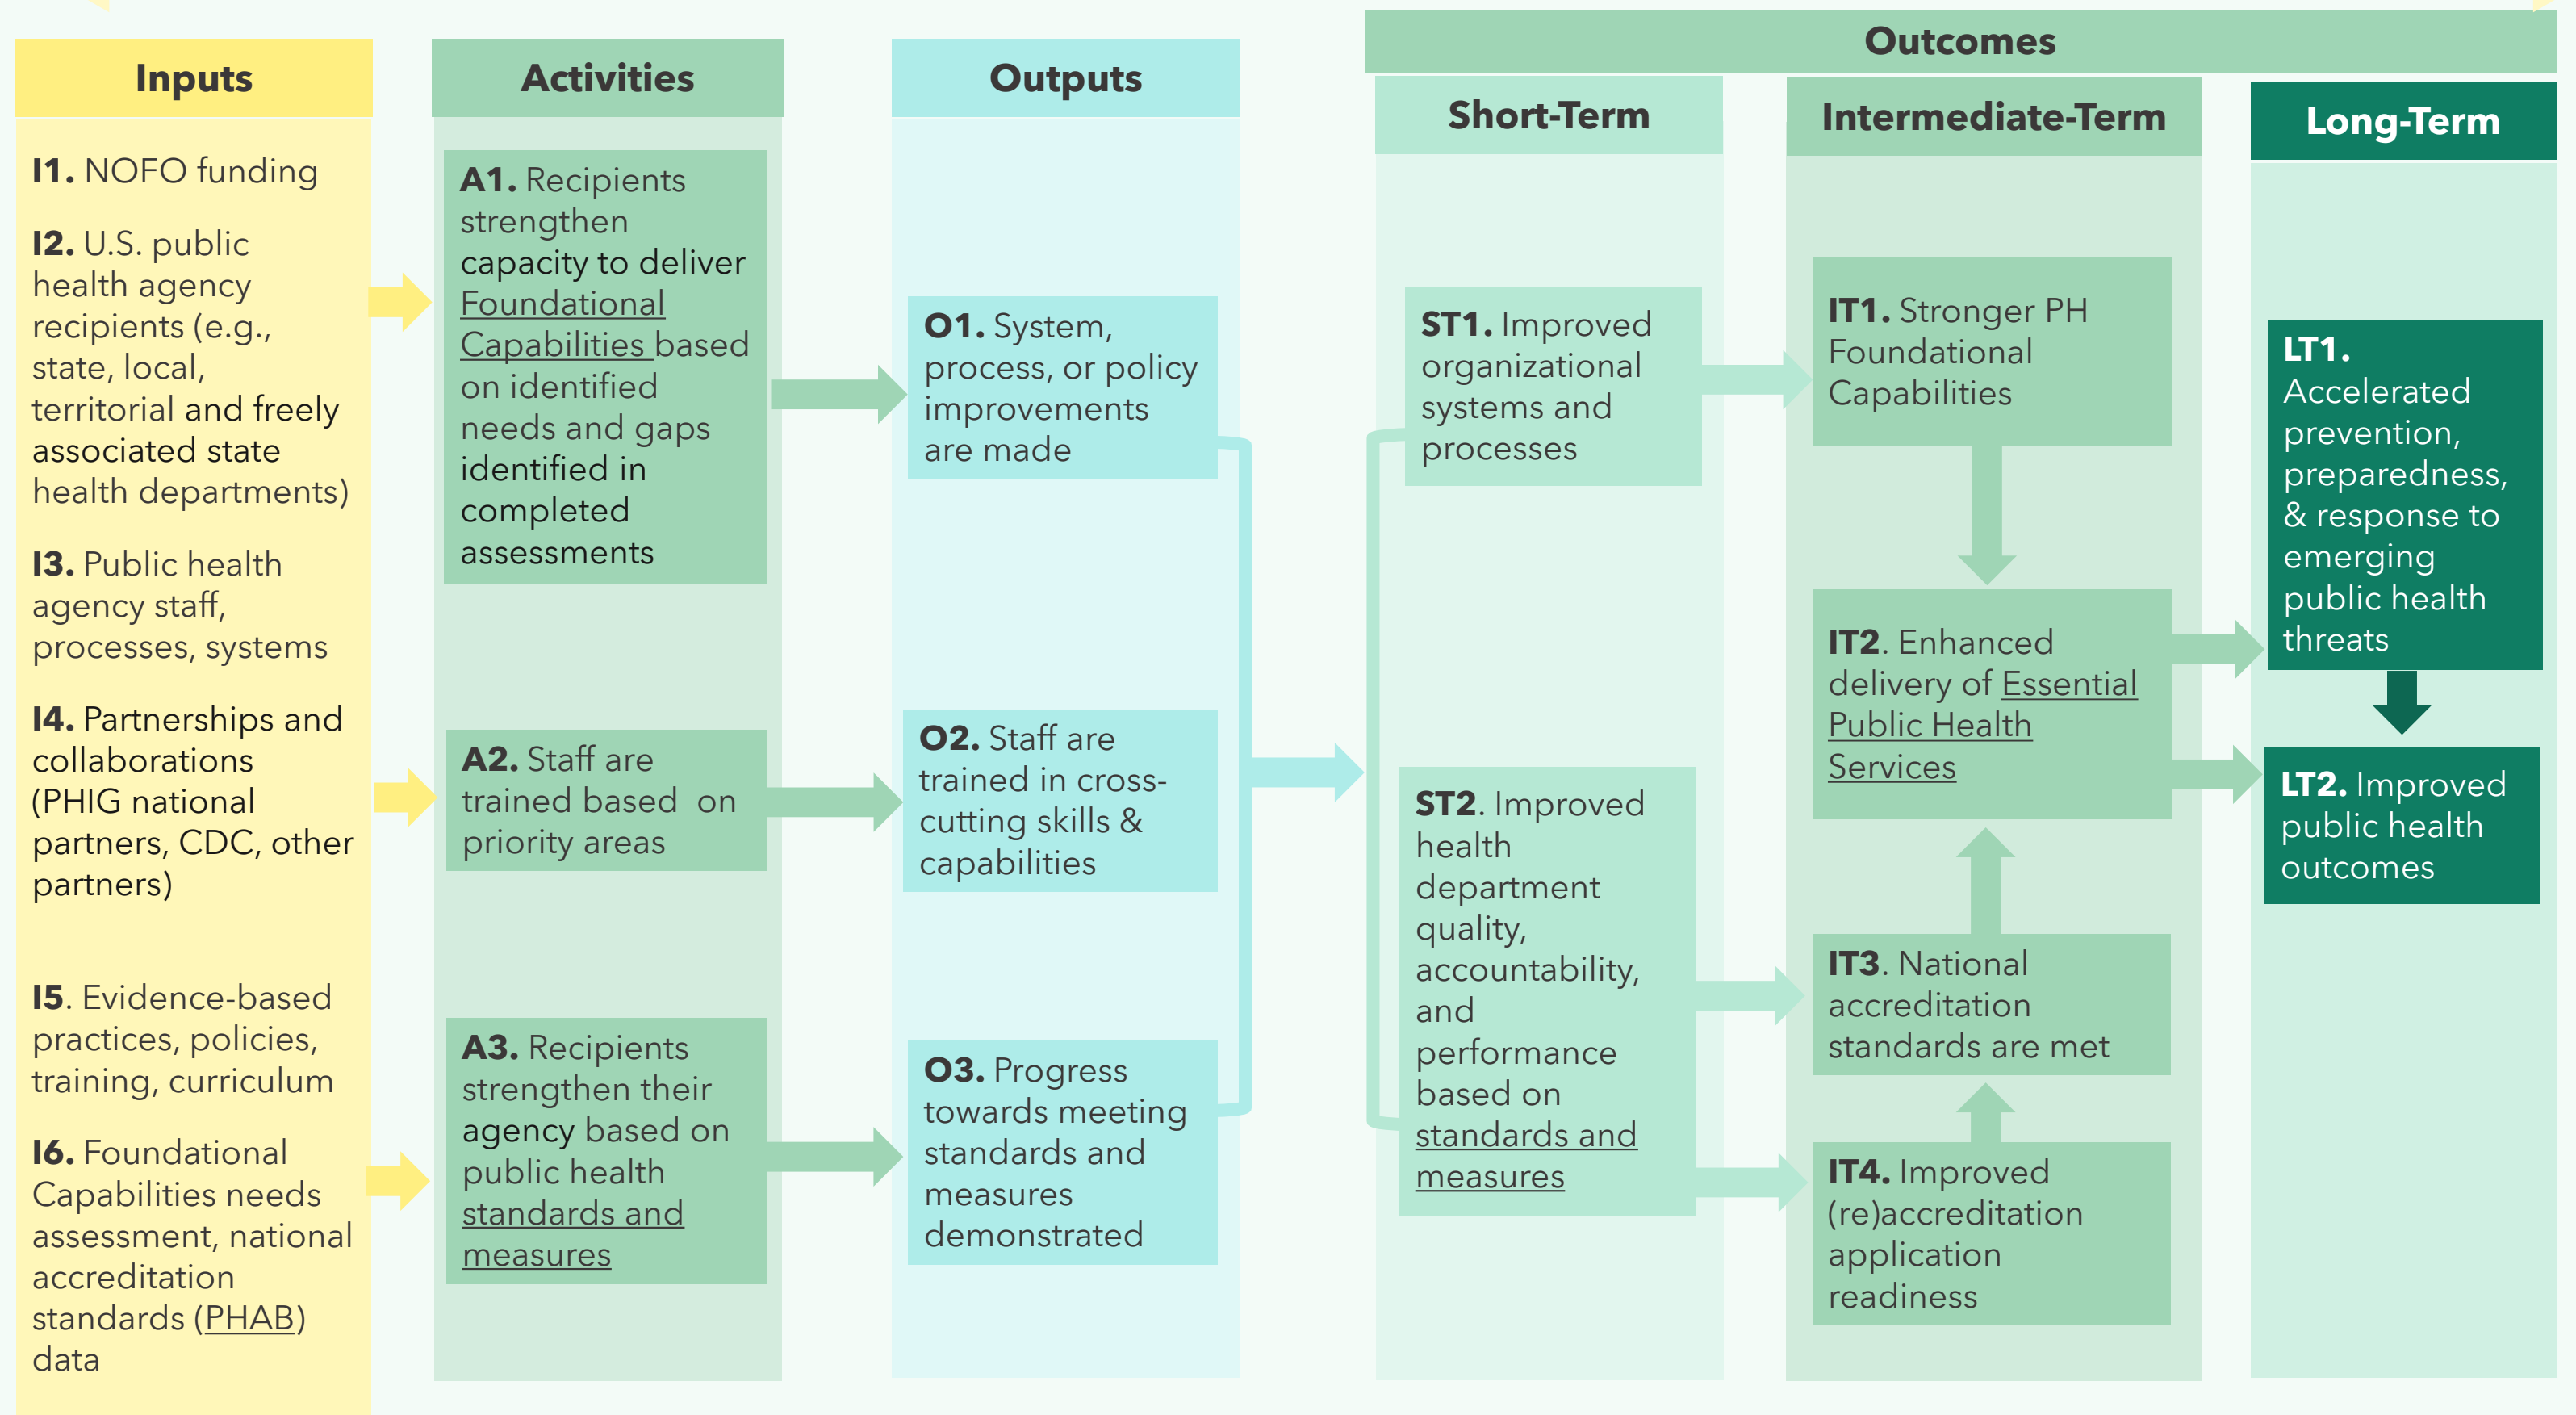 Inputs
I1. NOFO funding
I2. U.S. public
health agency
recipients (e.g.,
state, local,
territorial and freely
associated state
health departments)
I3. Public health
agency staff,
processes, systems
I4. Partnerships and
collaborations
(PHIG national
partners, CDC, other
partners)
I5. Evidence-based
practices, policies,
training, curriculum
I6. Foundational
Capabilities needs
assessment, national
accreditation
standards (PHAB)
data
Activities
A1. Recipients
strengthen
capacity to deliver
Foundational
Capabilities based
on identified
needs and gaps
identified in
completed
assessments
A2. Staff are
trained based on
priority areas
A3. Recipients
strengthen their
agency based on
public health
standards and
measures
Outputs
O1. System,
process, or policy
improvements
are made
O2. Staff are
trained in cross-
cutting skills &
capabilities
O3. Progress
towards meeting
standards and
measures
demonstrated
Outcomes
Short-Term
ST1. Improved
organizational
systems and
processes
ST2. Improved
health
department
quality,
accountability,
and
performance
based on
standards and
measures
Intermediate-Term
IT1. Stronger PH
Foundational
Capabilities
IT2. Enhanced
delivery of Essential
Public Health
Services
IT3. National
accreditation
standards are met
IT4. Improved
(re)accreditation
application
readiness
Long-Term
LT1.
Accelerated
prevention,
preparedness,
& response to
emerging
public health
threats
LT2. Improved
public health
outcomes